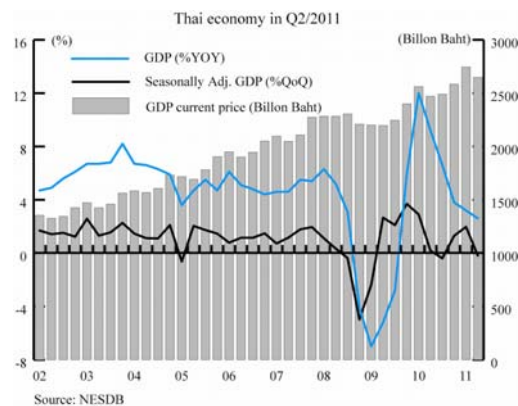 Thai economy in Q2/2011
(%)
(Billon Baht)
GDP (%YOY)
Seasonally Adj. GDP (%QoQ)
GDP current price (Billon Baht)
16
12
8
4
0
-4
-8
3000
2500
2000
1500
1000
500
0
02 03 04 05 06 07 08 09 10 11
Source: NESDB